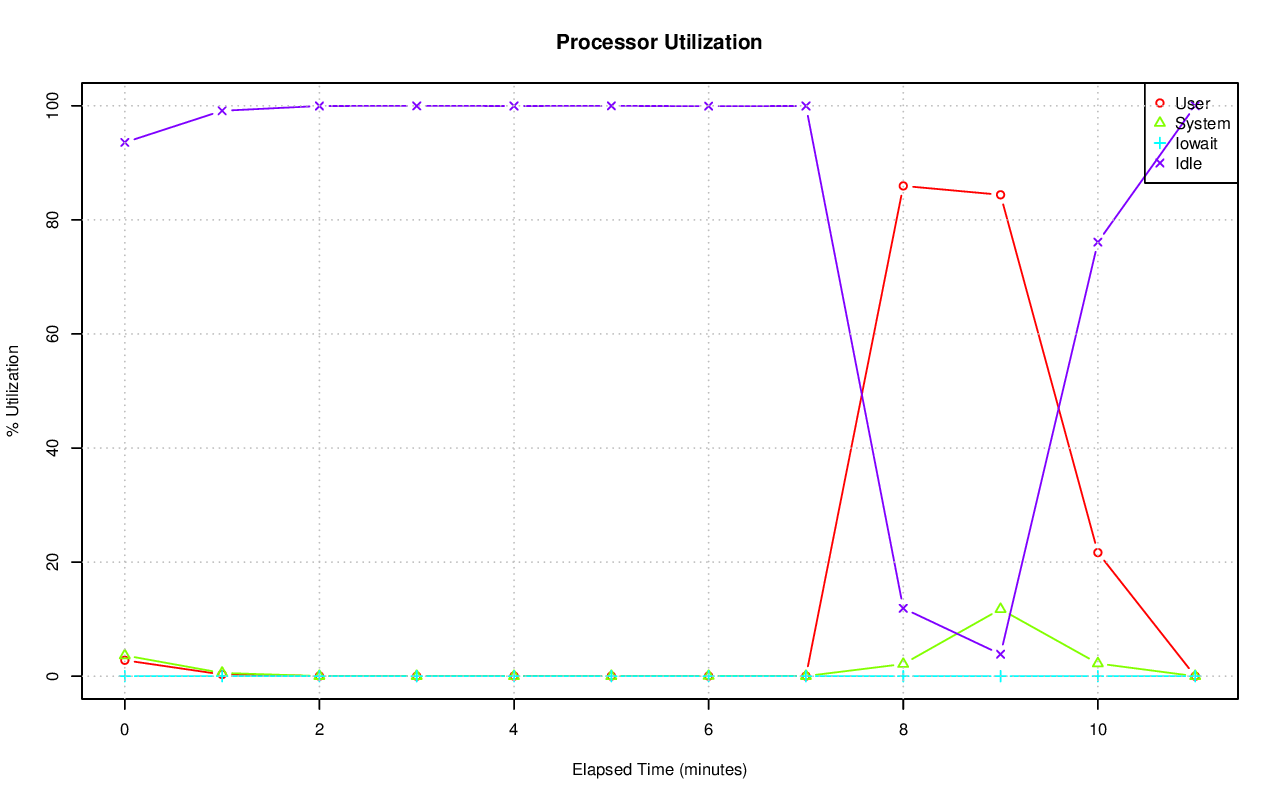 Processor Utilization
% Utilization
100
80
60
40
20
0
User
System
Iowait
Idle
0 2 4 6 8 10
Elapsed Time (minutes)